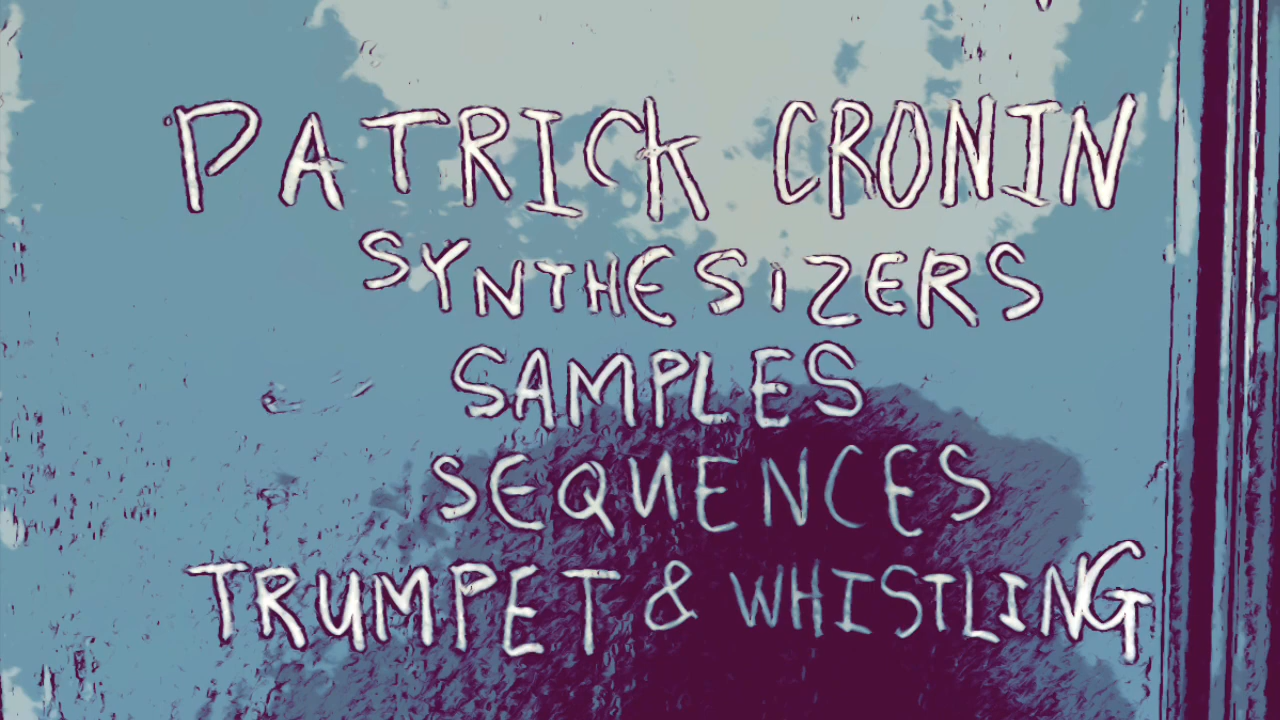 PATRICK CRONIN
SYNTHESIZERS
SAMPLES
SEQUENCES
TRUMPET & WHISTLING